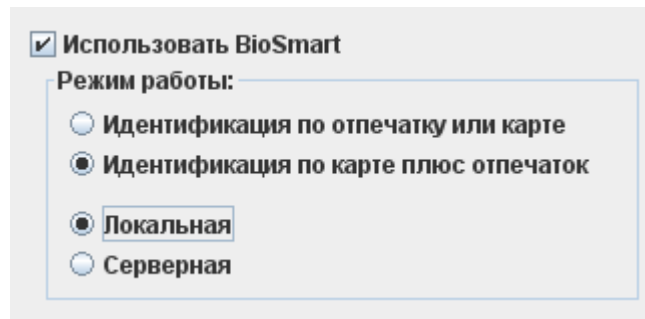 Использовать BioSmart
Режим работы:
Идентификация по отпечатку или карте
Идентификация по карте плюс отпечаток
Локальная
Серверная